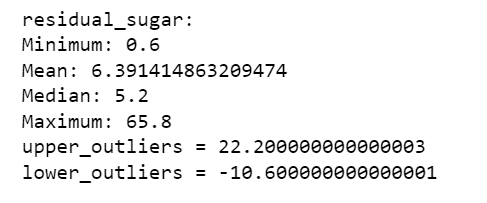 residual_sugar:
Minimum: 0.6
Mean: 6.391414863209474
Median: 5.2
Maximum: 65.8
upper_outliers = 22.200000000000003
lower_outliers = -10.600000000000001